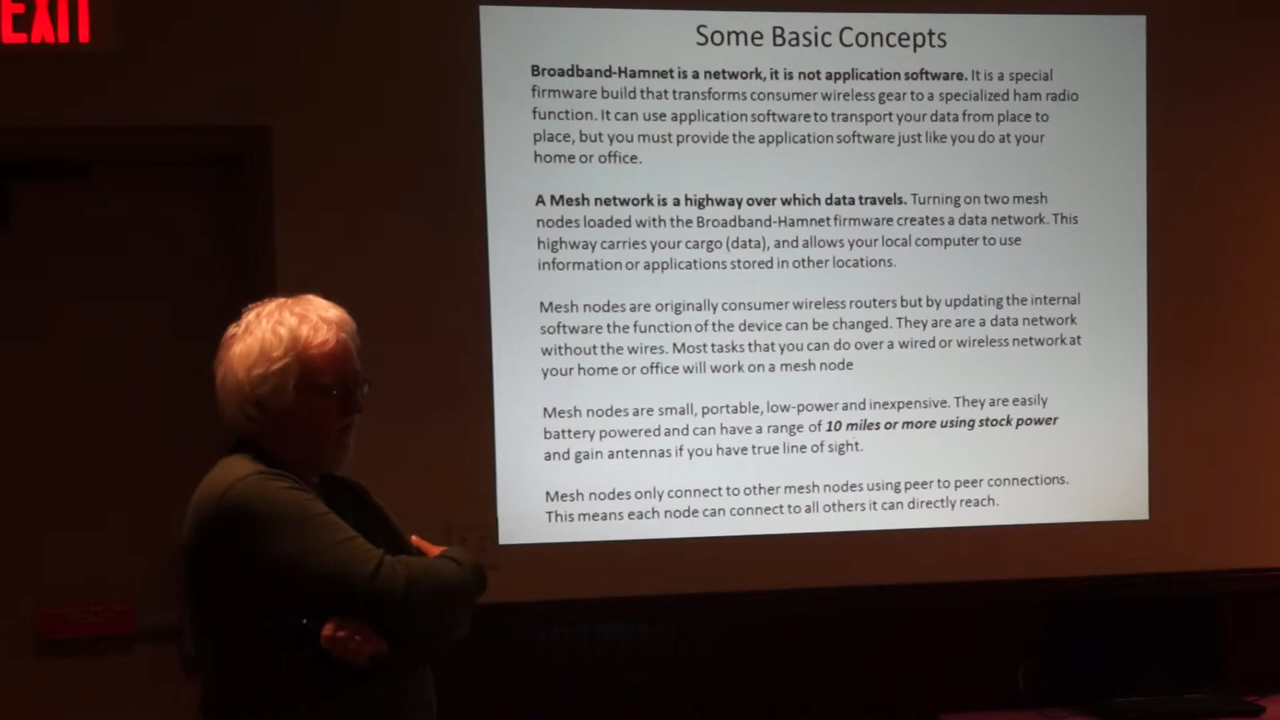 EXIT
Some Basic Concepts
Broadband-Hamnet is a network, it is not application software. It is a special
firmware build that transforms consumer wireless gear to a specialized ham radio
function. It can use application software to transport your data from place to
place, but you must provide the application software just like you do at your
home or office.
A Mesh network is a highway over which data travels. Turning on two mesh
nodes loaded with the Broadband-Hamnet firmware creates a data network. This
highway carries your cargo (data), and allows your local computer to use
information or applications stored in other locations.
Mesh nodes are originally consumer wireless routers but by updating the internal
software the function of the device can be changed. They are are a data network
without the wires. Most tasks that you can do over a wired or wireless network at
your home or office will work on a mesh node
Mesh nodes are small, portable, low-power and inexpensive. They are easily
battery powered and can have a range of 10 miles or more using stock power
and gain antennas if you have true line of sight.
Mesh nodes only connect to other mesh nodes using peer to peer connections.
This means each node can connect to all others it can directly reach.